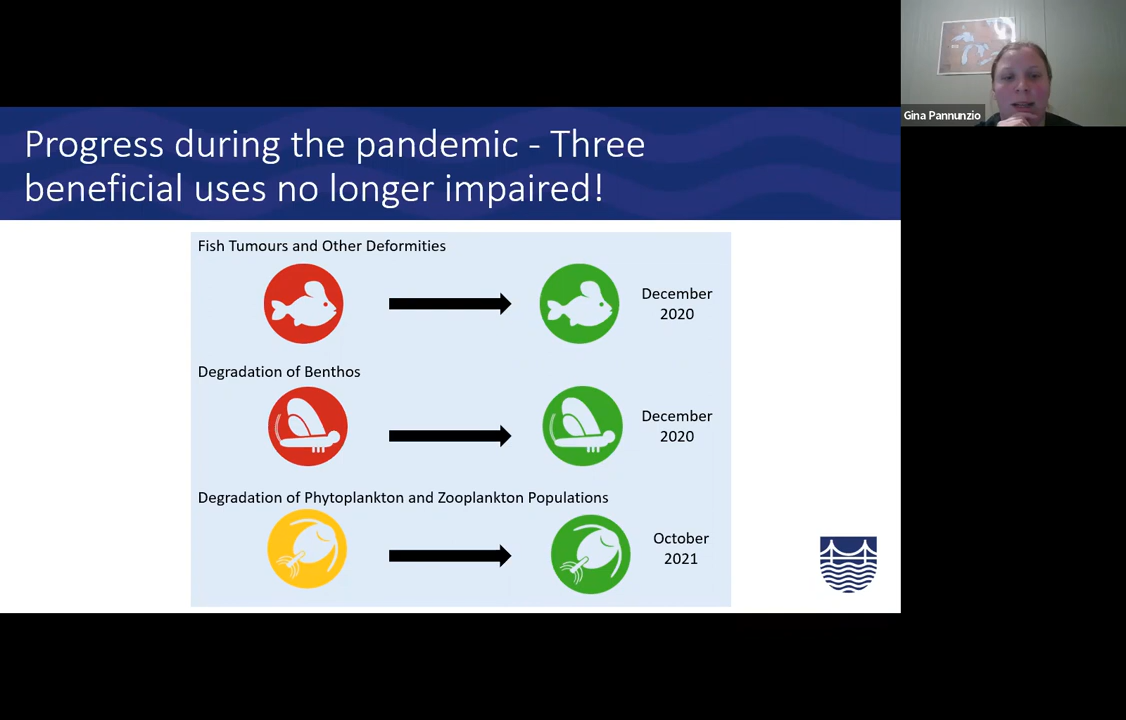 Gina Pannunzio
Progress during the pandemic - Three
beneficial uses no longer impaired!
Fish Tumours and Other Deformities
December
2020
Degradation of Benthos
December
2020
Degradation of Phytoplankton and Zooplankton Populations
October
2021